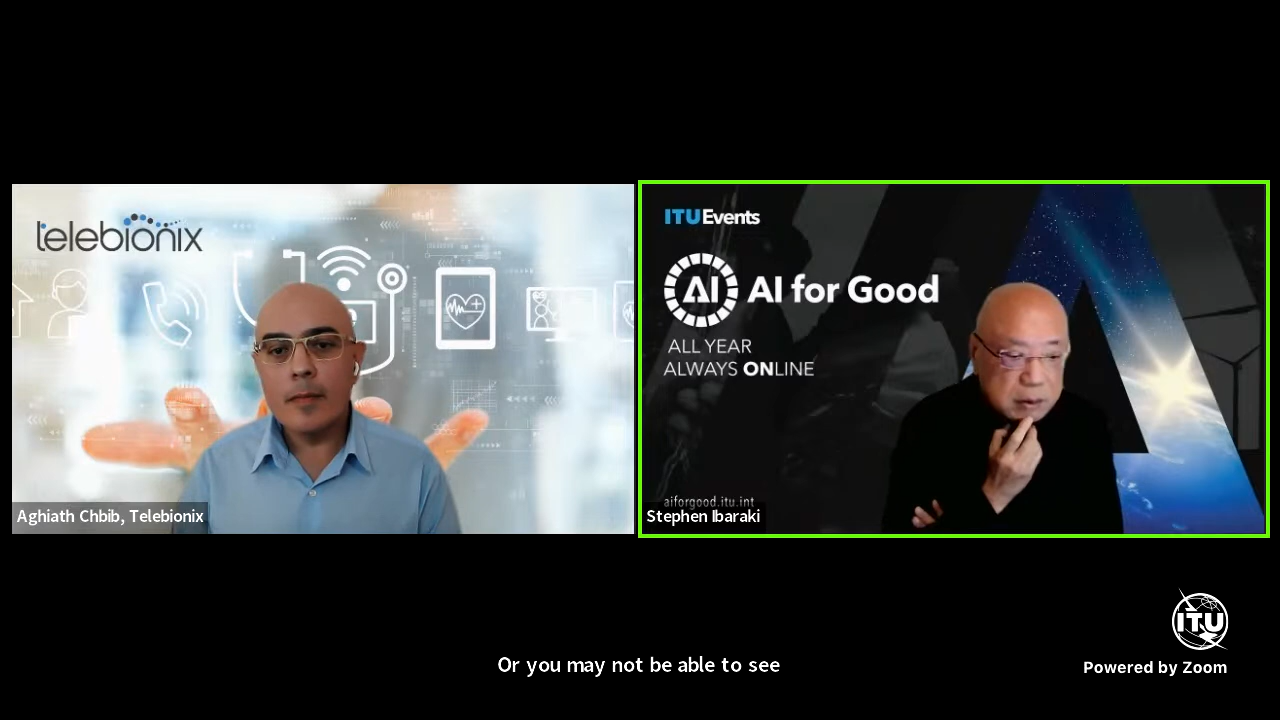 telebionix
Aghiath Chbib, Telebionix
ITUEvents
AI AI for Good
ALL YEAR
ALWAYS ONLINE
aiforgood.itu.int
Stephen Ibaraki
Or you may not be able to see
ITU
Powered by Zoom